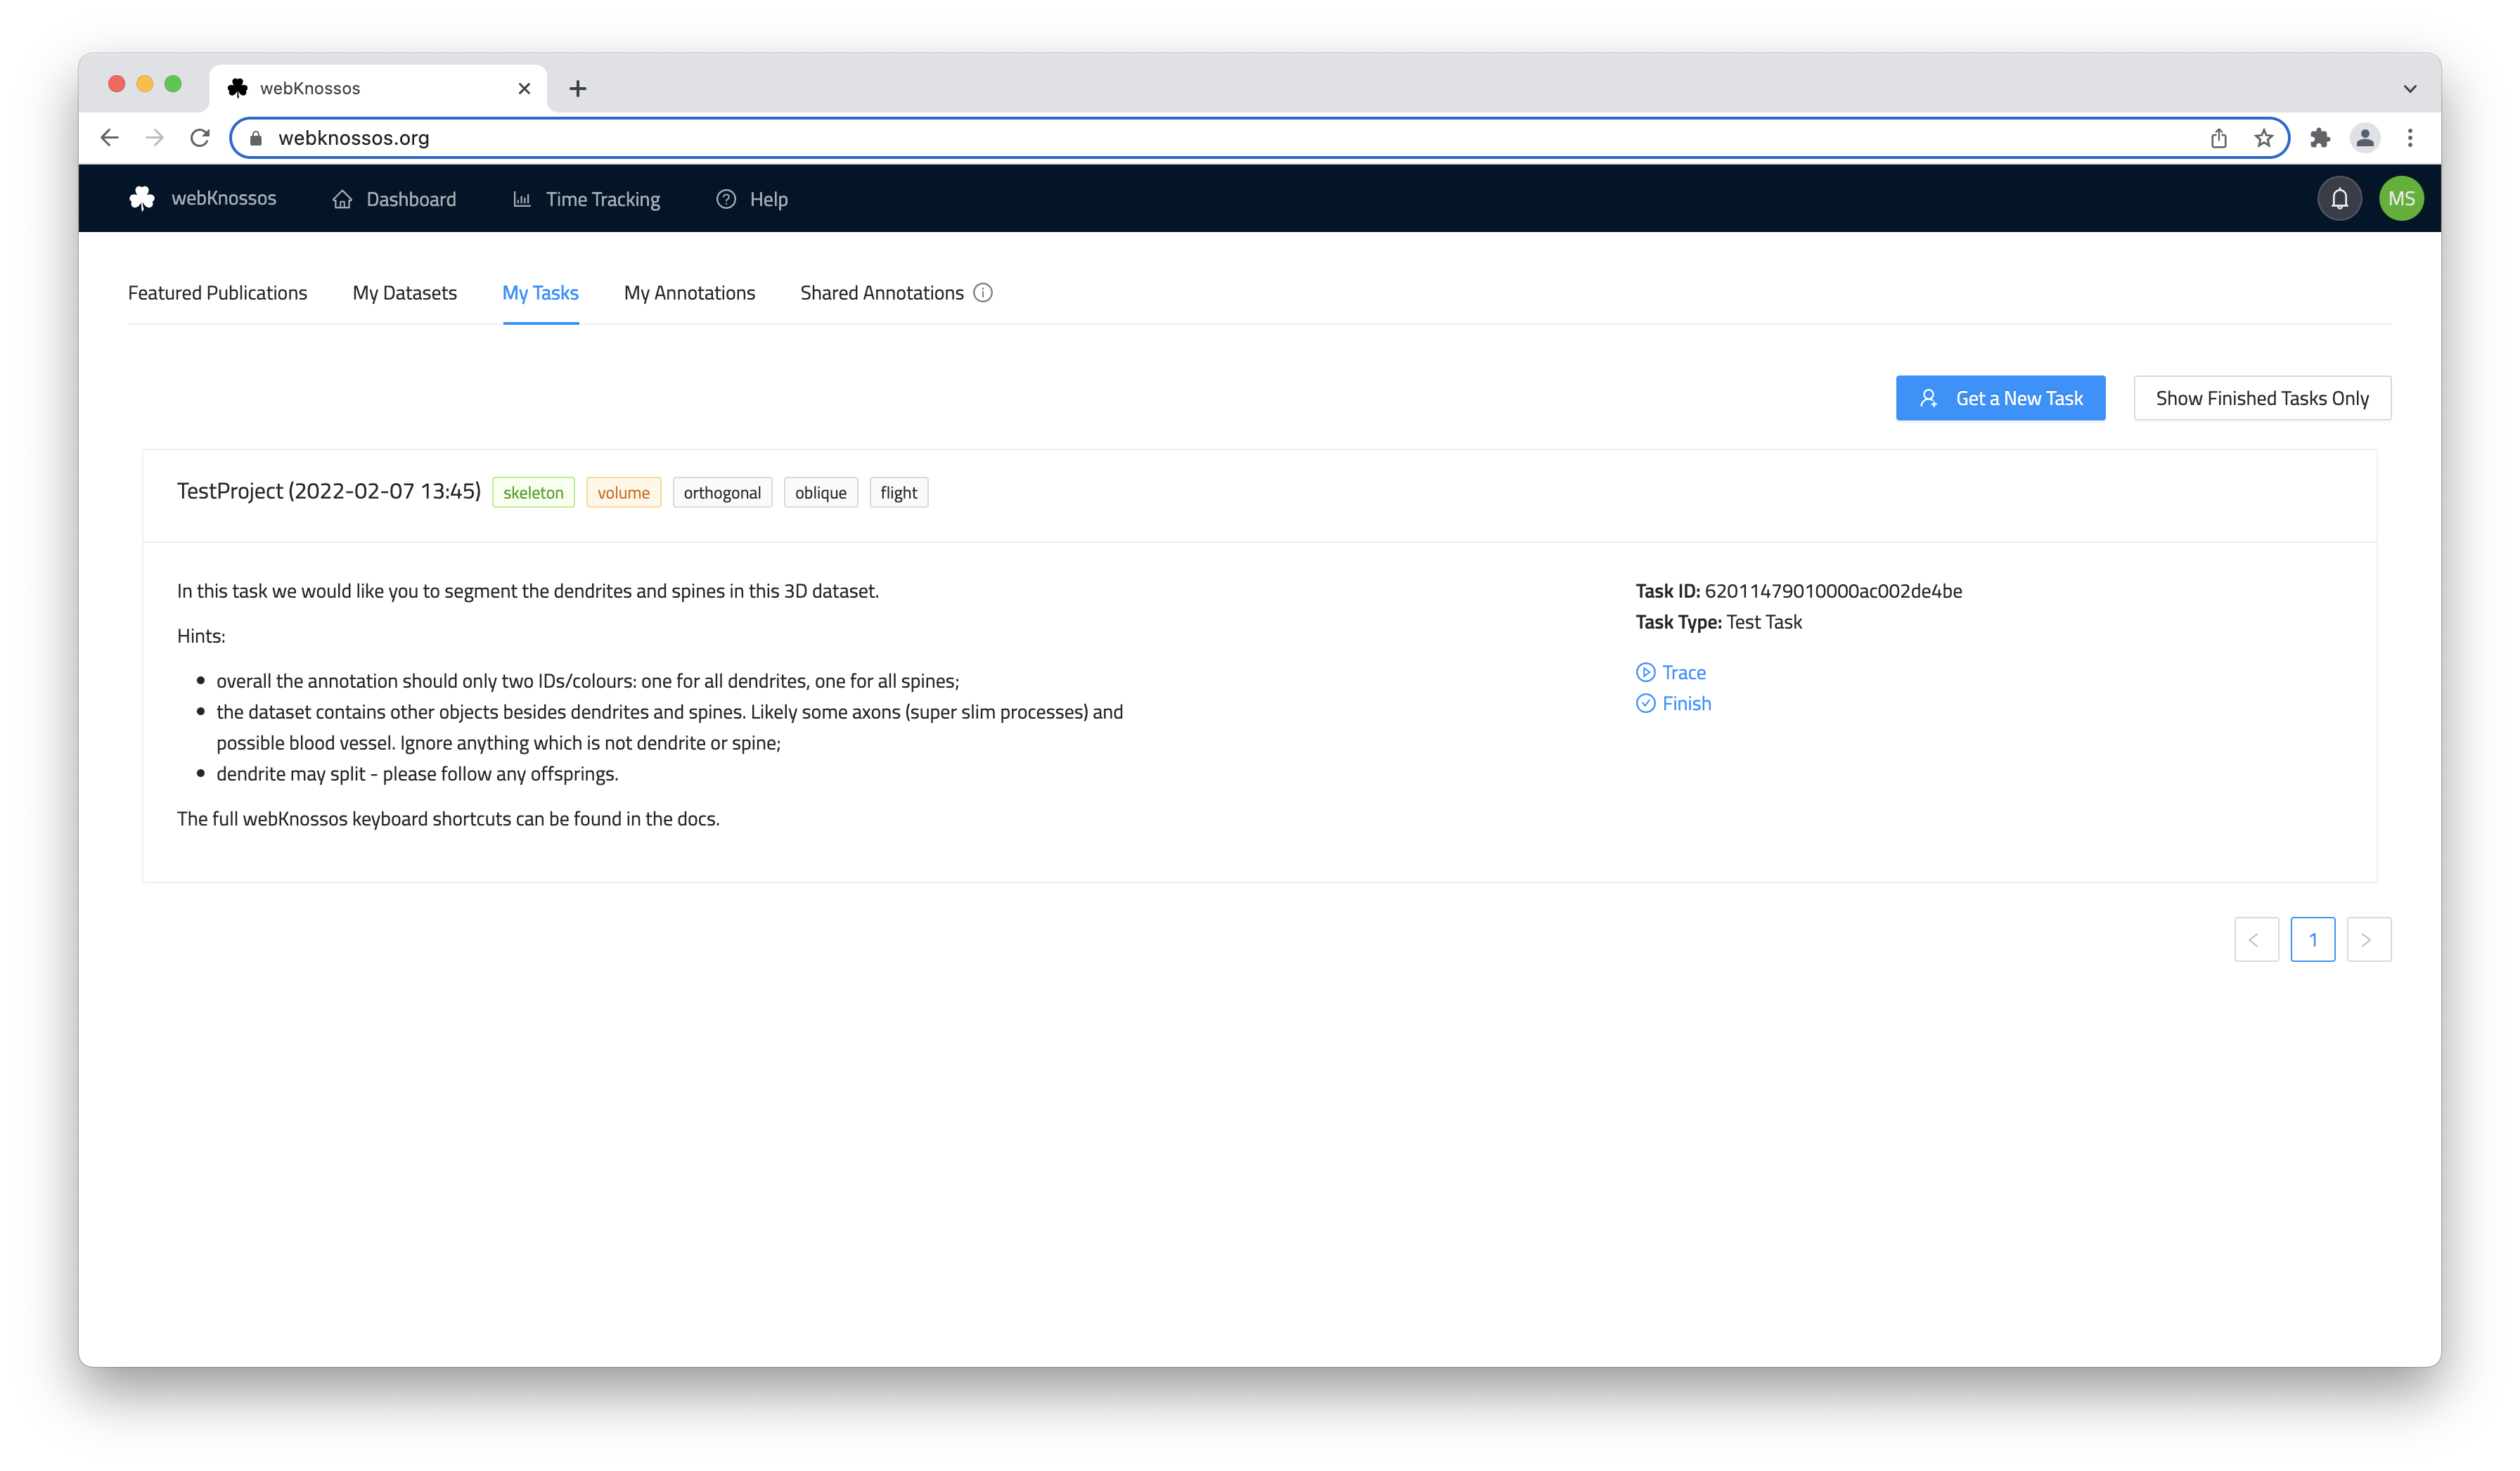 webKnossos
webknossos.org
webKnossos Dashboard Time Tracking Help MS
Featured Publications My Datasets My Tasks My Annotations Shared Annotations
Get a New Task Show Finished Tasks Only
TestProject (2022-02-07 13:45) skeleton volume orthogonal oblique flight
In this task we would like you to segment the dendrites and spines in this 3D dataset.
Hints:
• overall the annotation should only two IDs/colours: one for all dendrites, one for all spines;
• the dataset contains other objects besides dendrites and spines. Likely some axons (super slim processes) and
possible blood vessel. Ignore anything which is not dendrite or spine;
• dendrite may split - please follow any offsprings.
The full webKnossos keyboard shortcuts can be found in the docs.
Task ID: 62011479010000ac002de4be
Task Type: Test Task
Trace
Finish
< 1 >